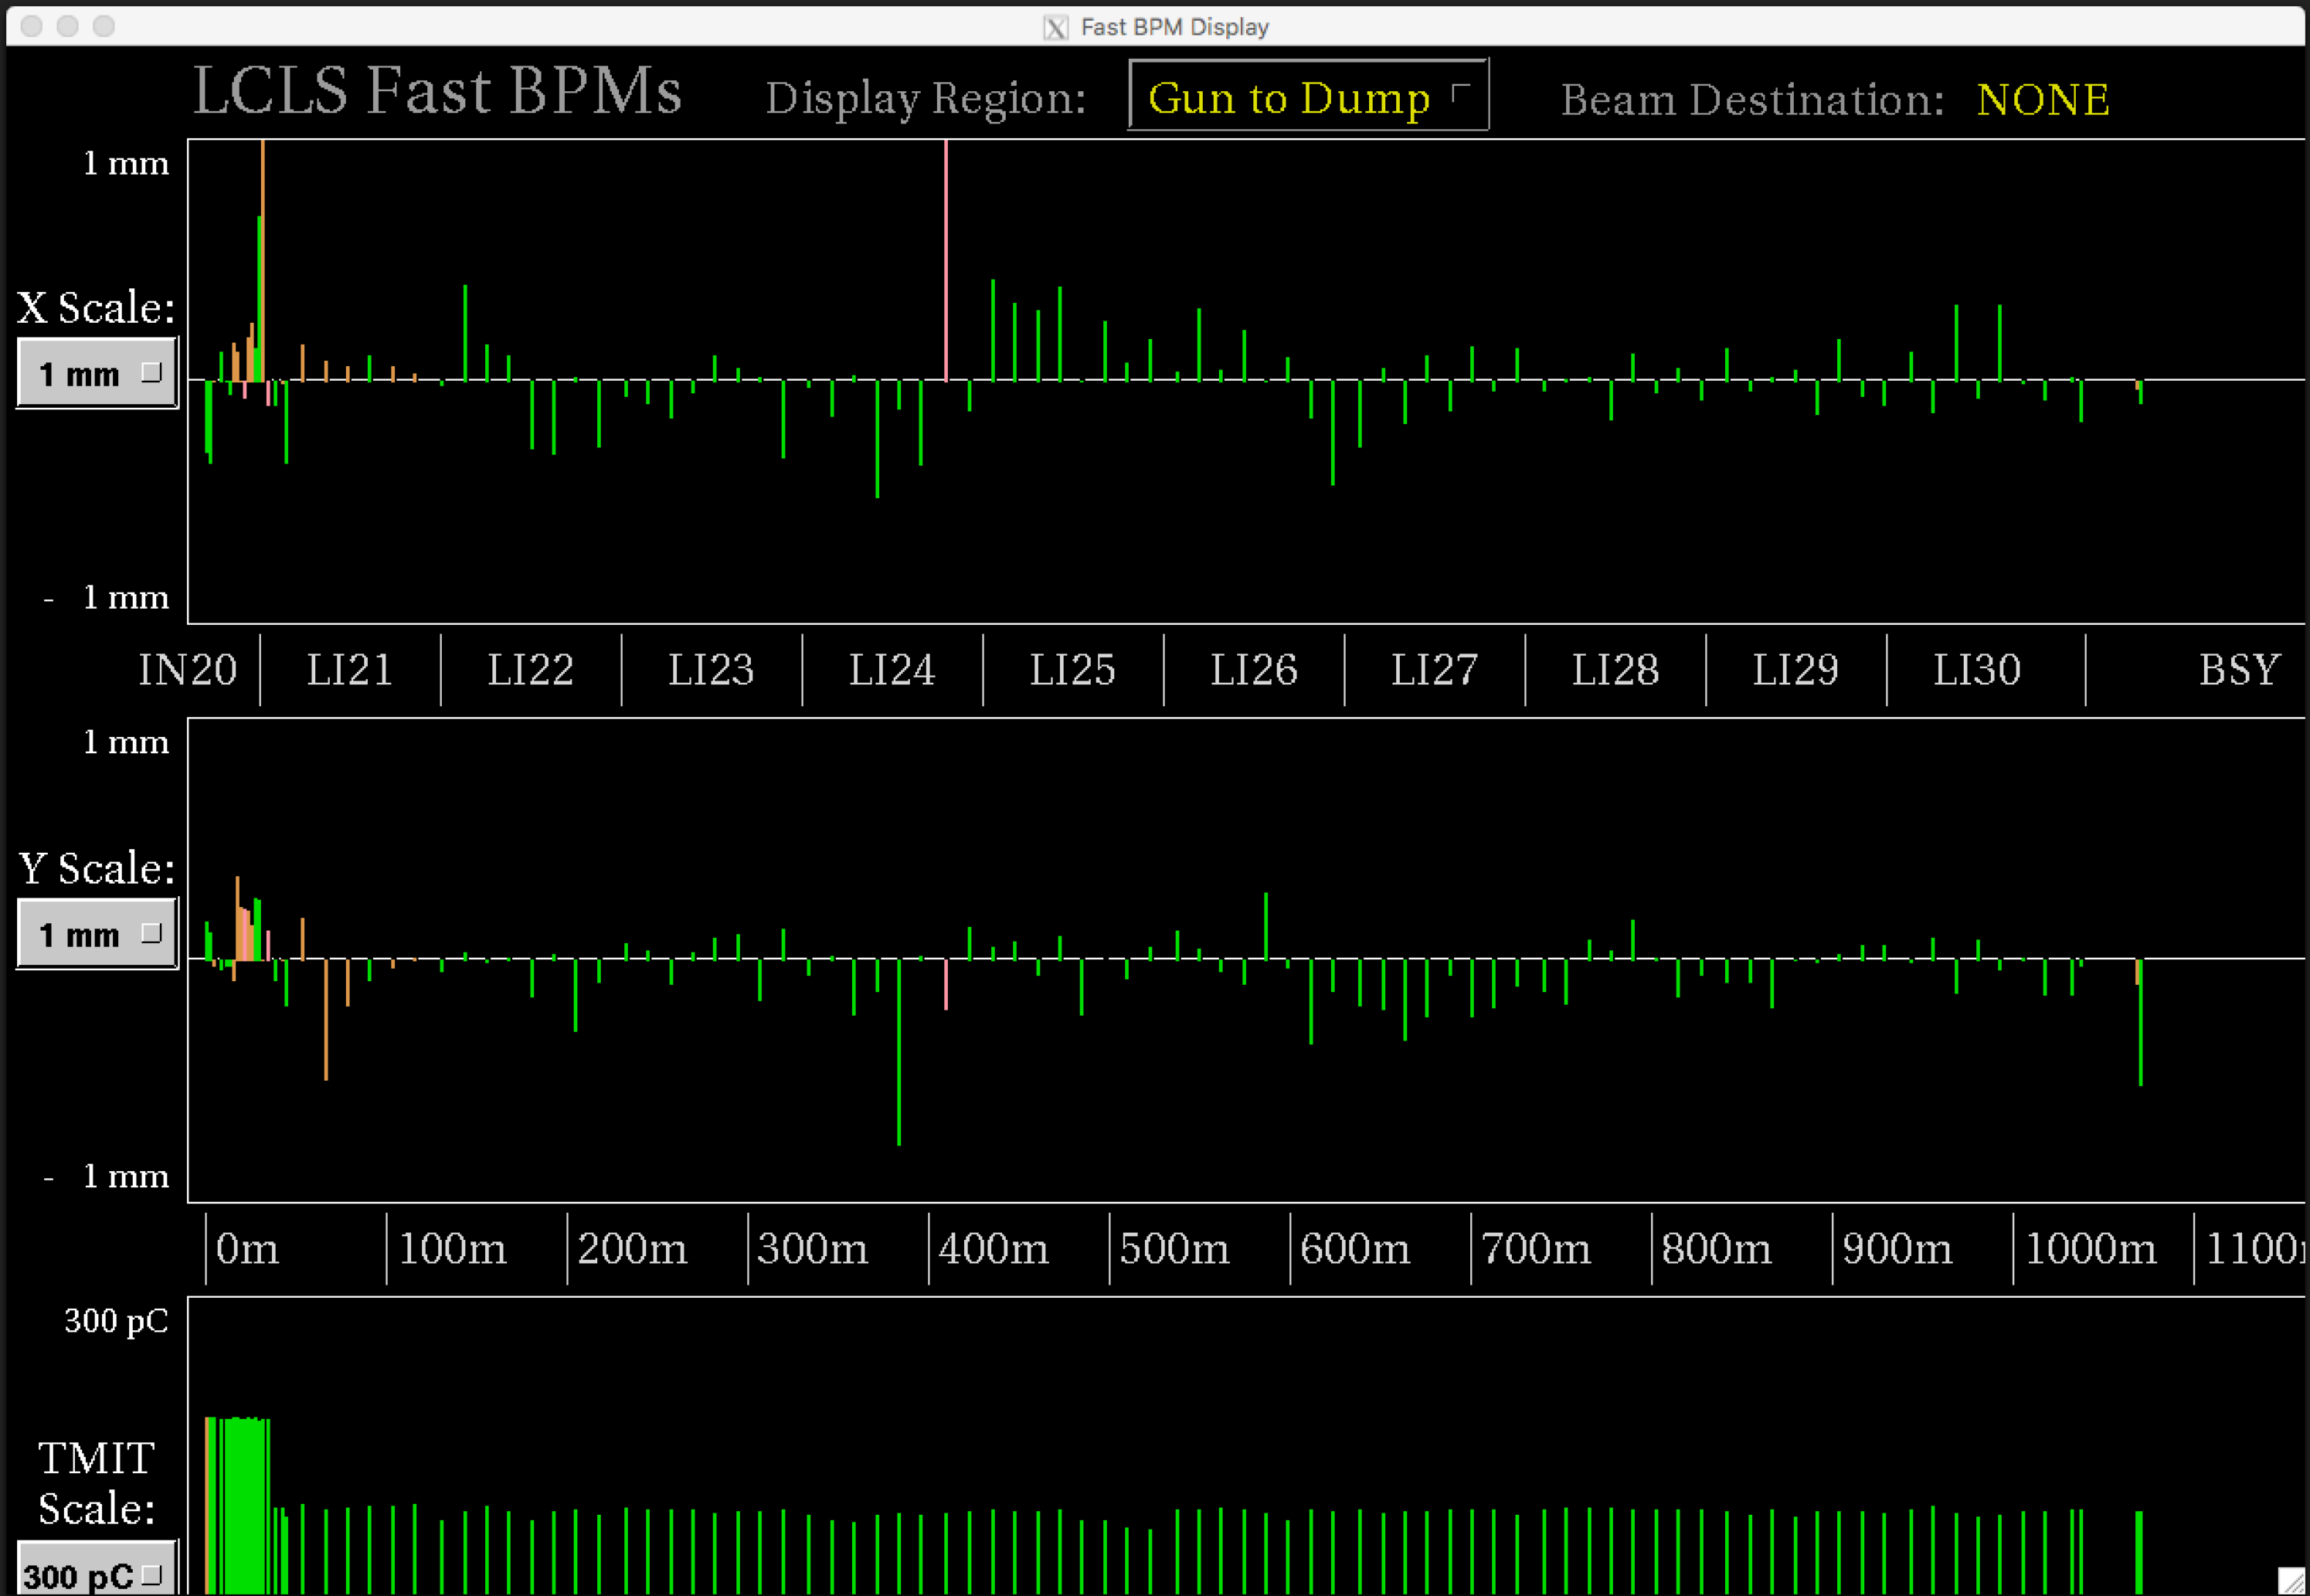 Fast BPM Display
LCLS Fast BPMs Display Region: Gun to Dump Beam Destination: NONE
1 mm
X Scale:
1 mm
- 1 mm
IN20 LI21 LI22 LI23 LI24 LI25 LI26 LI27 LI28 LI29 LI30 BSY
1 mm
Y Scale:
1 mm
- 1 mm
0m 100m 200m 300m 400m 500m 600m 700m 800m 900m 1000m 1100
300 pC
TMIT
Scale:
300 pC